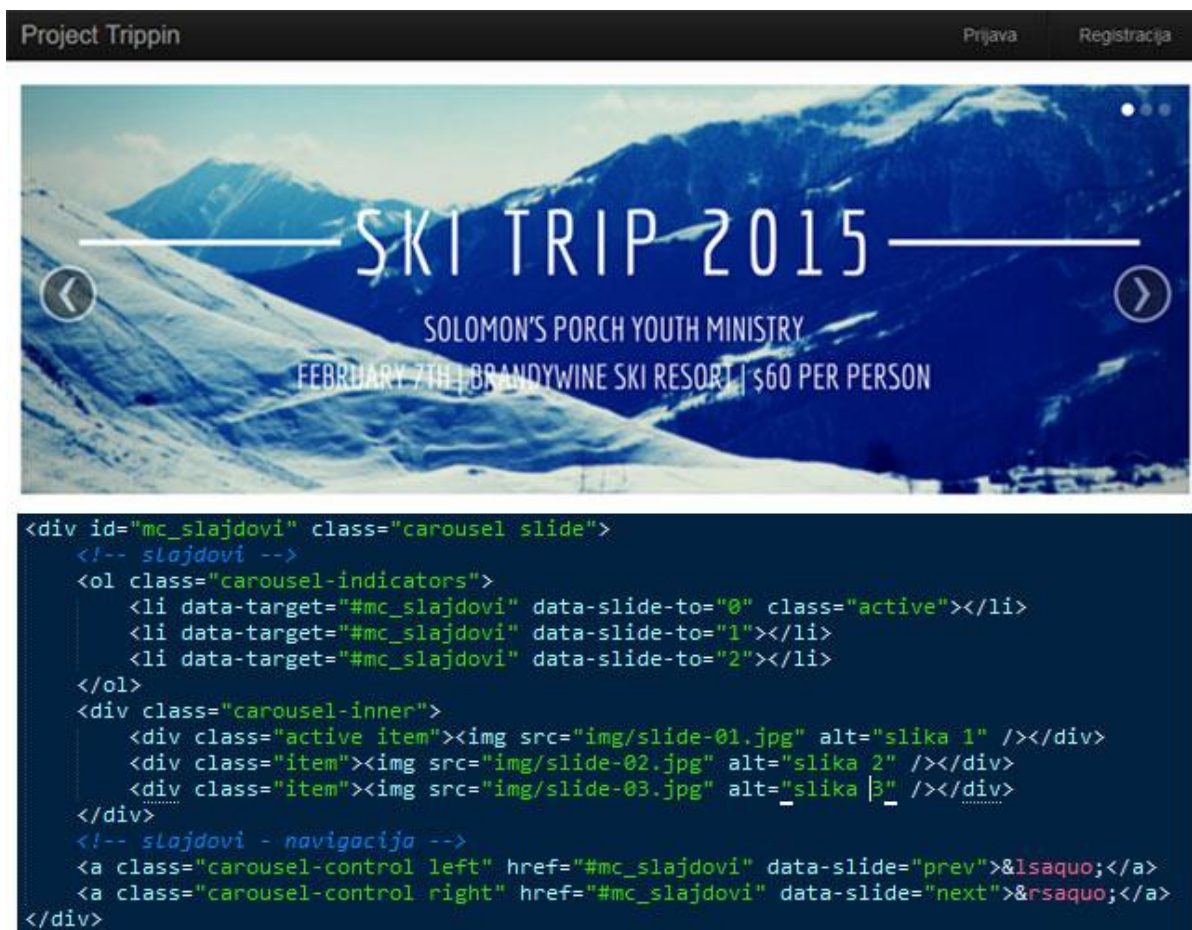 Project Trippin Prijava Registracija
SKI TRIP 2015
SOLOMON'S PORCH YOUTH MINISTRY
FEBRUARY 7TH | BRANDYWINE SKI RESORT | $60 PER PERSON
<div id="mc_slajdovi" class="carousel slide">
<!-- slajdovi -->
<ol class="carousel-indicators">
<li data-target="#mc_slajdovi" data-slide-to="0" class="active"></li>
<li data-target="#mc_slajdovi" data-slide-to="1"></li>
<li data-target="#mc_slajdovi" data-slide-to="2"></li>
</ol>
<div class="carousel-inner">
<div class="active item"><img src="img/slide-01.jpg" alt="slika 1" /></div>
<div class="item"><img src="img/slide-02.jpg" alt="slika 2" /></div>
<div class="item"><img src="img/slide-03.jpg" alt="slika 3" /></div>
</div>
<!-- slajdovi - navigacija -->
<a class="carousel-control left" href="#mc_slajdovi" data-slide="prev">&lsaquo;</a>
<a class="carousel-control right" href="#mc_slajdovi" data-slide="next">&rsaquo;</a>
</div>